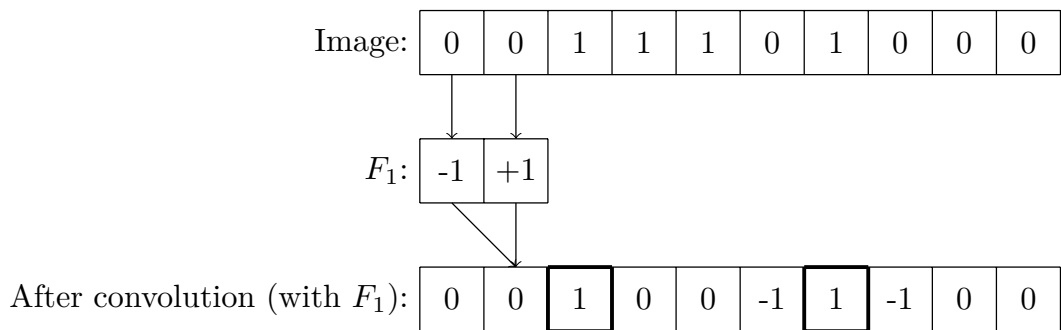 Image: 0 0 1 1 1 0 1 0 0 0
F₁: -1 +1
After convolution (with F₁): 0 0 1 0 0 -1 1 -1 0 0